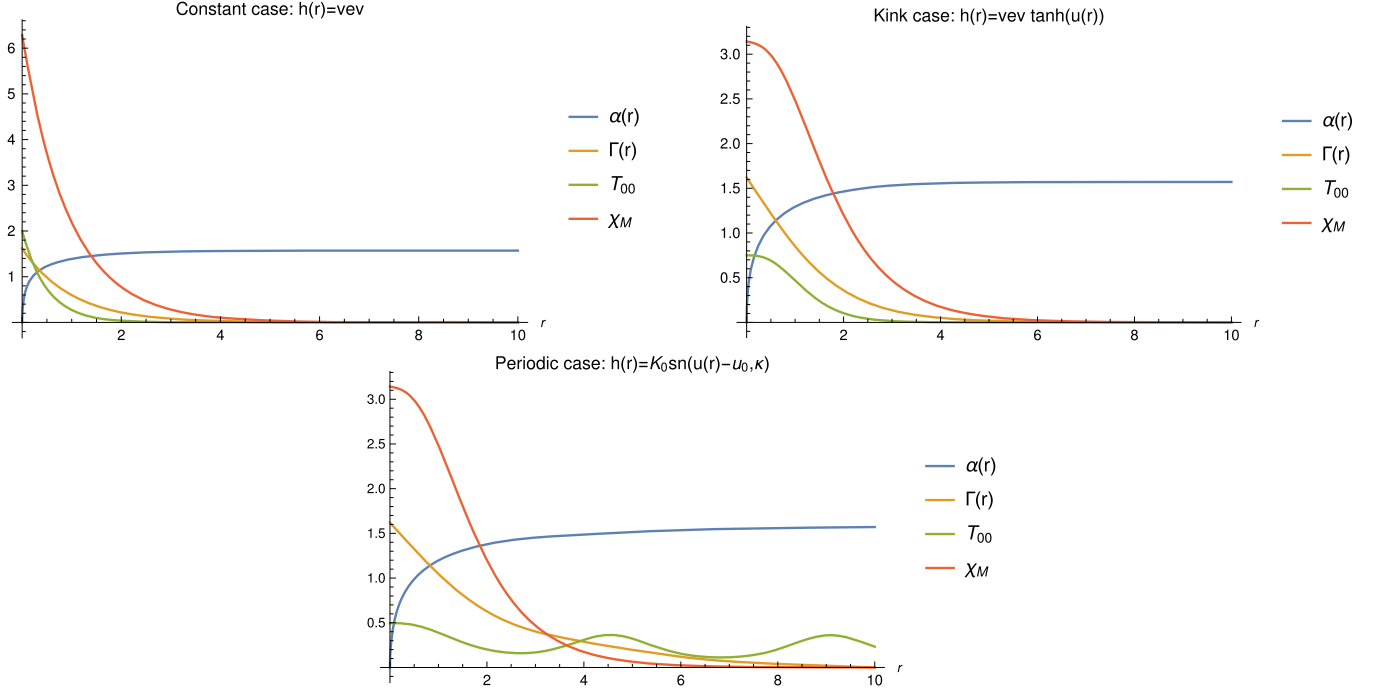 Constant case: h(r)=vev
6
5
4
3
2
1
2 4 6 8 10 r
α(r)
Γ(r)
T₀₀
χM
Kink case: h(r)=vev tanh(u(r))
3.0
2.5
2.0
1.5
1.0
0.5
2 4 6 8 10 r
α(r)
Γ(r)
T₀₀
χM
Periodic case: h(r)=K₀sn(u(r)−u₀,κ)
3.0
2.5
2.0
1.5
1.0
0.5
2 4 6 8 10 r
α(r)
Γ(r)
T₀₀
χM